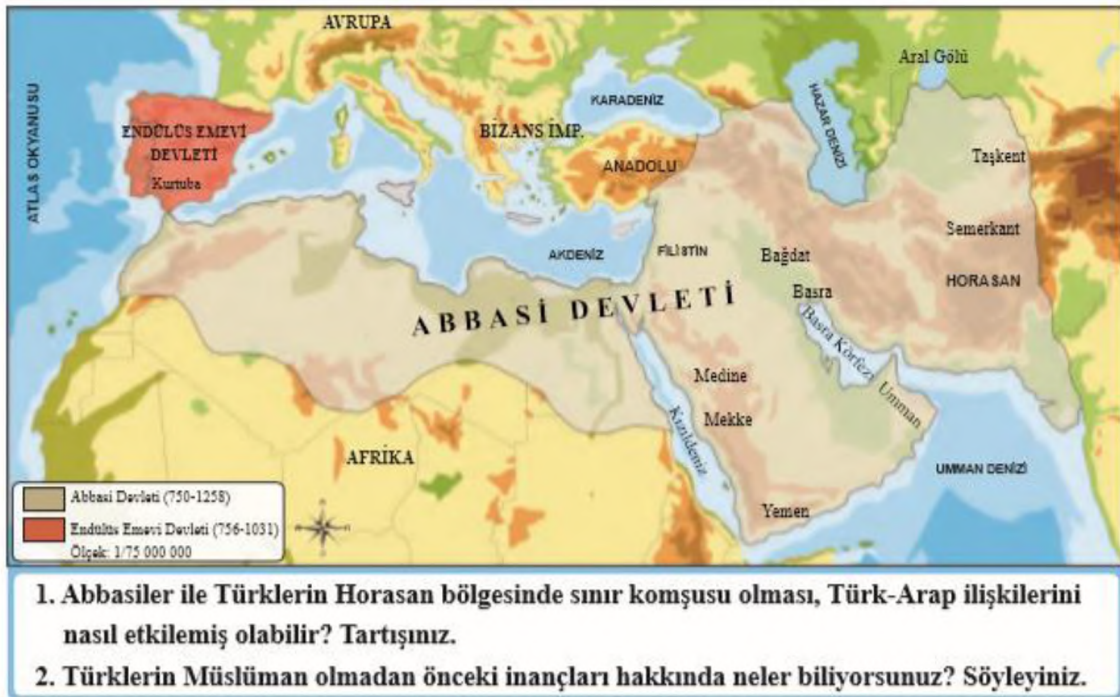 AVRUPA
Aral Gölü
KARADENİZ
HAZAR DENİZİ
ATLAS OKYANUSU
ENDÜLÜS EMEVİ
DEVLETİ
Kurtuba
BİZANS İMP.
ANADOLU
Taşkent
Semerkant
HORASAN
AKDENİZ
FİLİSTİN
Bağdat
Basra
Basra Körfezi
ABBASİ DEVLETİ
Medine
Mekke
Umman
Kızıldeniz
AFRİKA
UMMAN DENİZİ
Yemen
Abbasi Devleti (750-1258)
Endülüs Emevi Devleti (756-1031)
Ölçek: 1/75 000 000
1. Abbasiler ile Türklerin Horasan bölgesinde sınır komşusu olması, Türk-Arap ilişkilerini
nasıl etkilemiş olabilir? Tartışınız.
2. Türklerin Müslüman olmadan önceki inançları hakkında neler biliyorsunuz? Söyleyiniz.